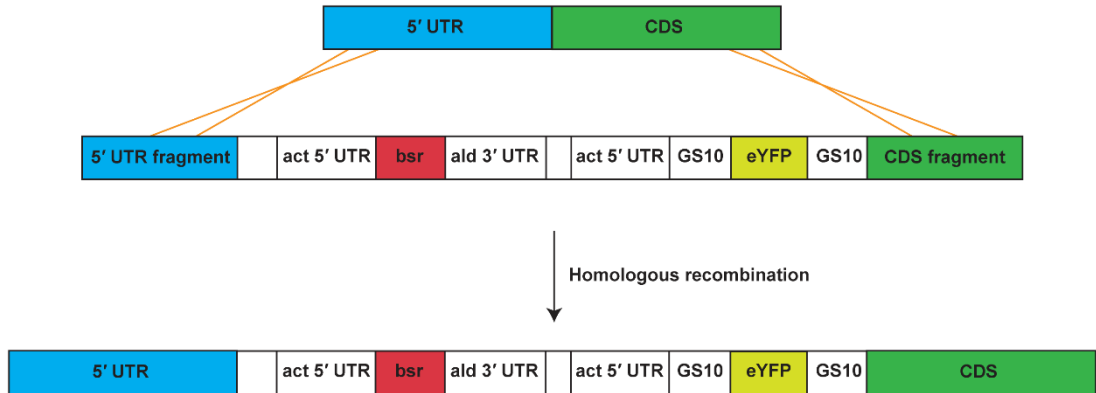 5′ UTR CDS
5′ UTR fragment act 5′ UTR bsr ald 3′ UTR act 5′ UTR GS10 eYFP GS10 CDS fragment
Homologous recombination
5′ UTR act 5′ UTR bsr ald 3′ UTR act 5′ UTR GS10 eYFP GS10 CDS